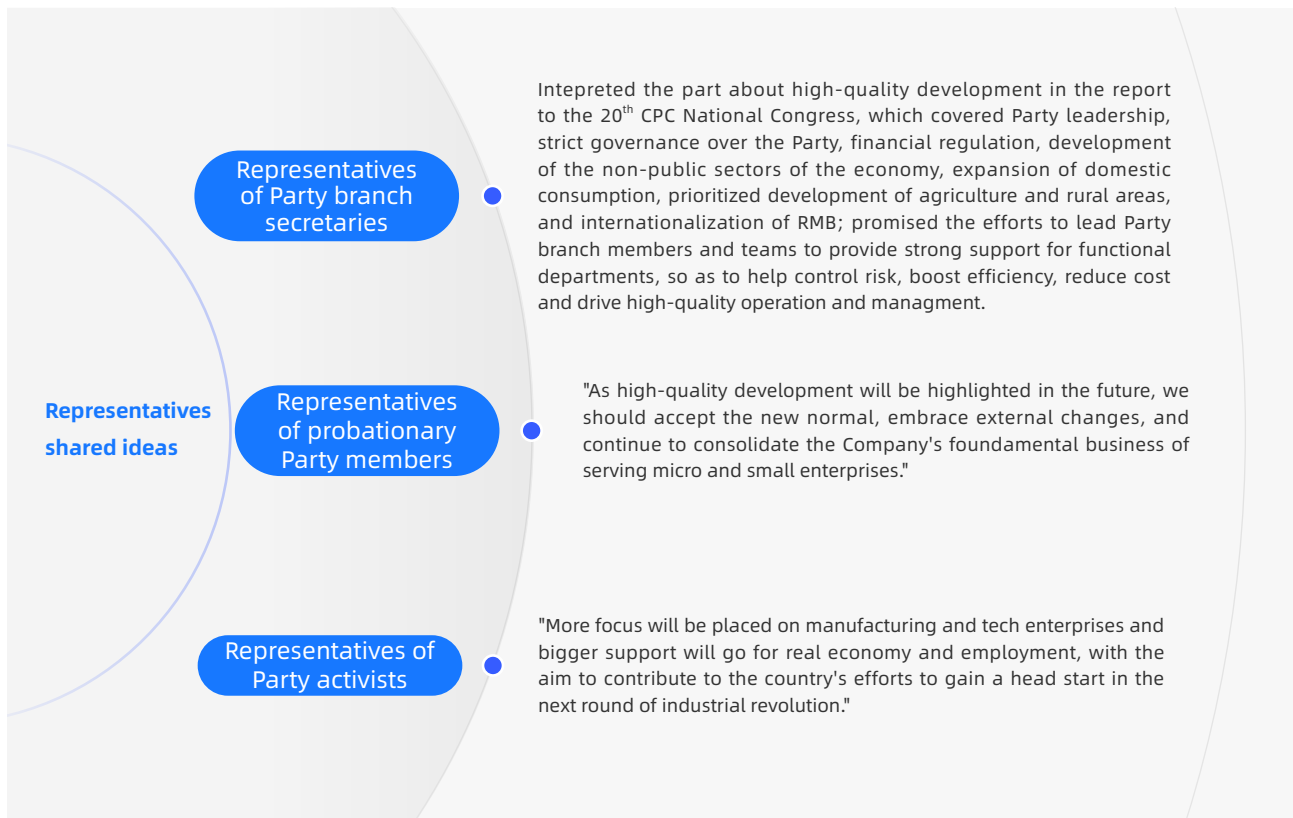 Representatives
shared ideas
Representatives
of Party branch
secretaries
Intepreted the part about high-quality development in the report
to the 20th CPC National Congress, which covered Party leadership,
strict governance over the Party, financial regulation, development
of the non-public sectors of the economy, expansion of domestic
consumption, prioritized development of agriculture and rural areas,
and internationalization of RMB; promised the efforts to lead Party
branch members and teams to provide strong support for functional
departments, so as to help control risk, boost efficiency, reduce cost
and drive high-quality operation and managment.
Representatives
of probationary
Party members
"As high-quality development will be highlighted in the future, we
should accept the new normal, embrace external changes, and
continue to consolidate the Company's foundamental business of
serving micro and small enterprises."
Representatives of
Party activists
"More focus will be placed on manufacturing and tech enterprises and
bigger support will go for real economy and employment, with the
aim to contribute to the country's efforts to gain a head start in the
next round of industrial revolution."